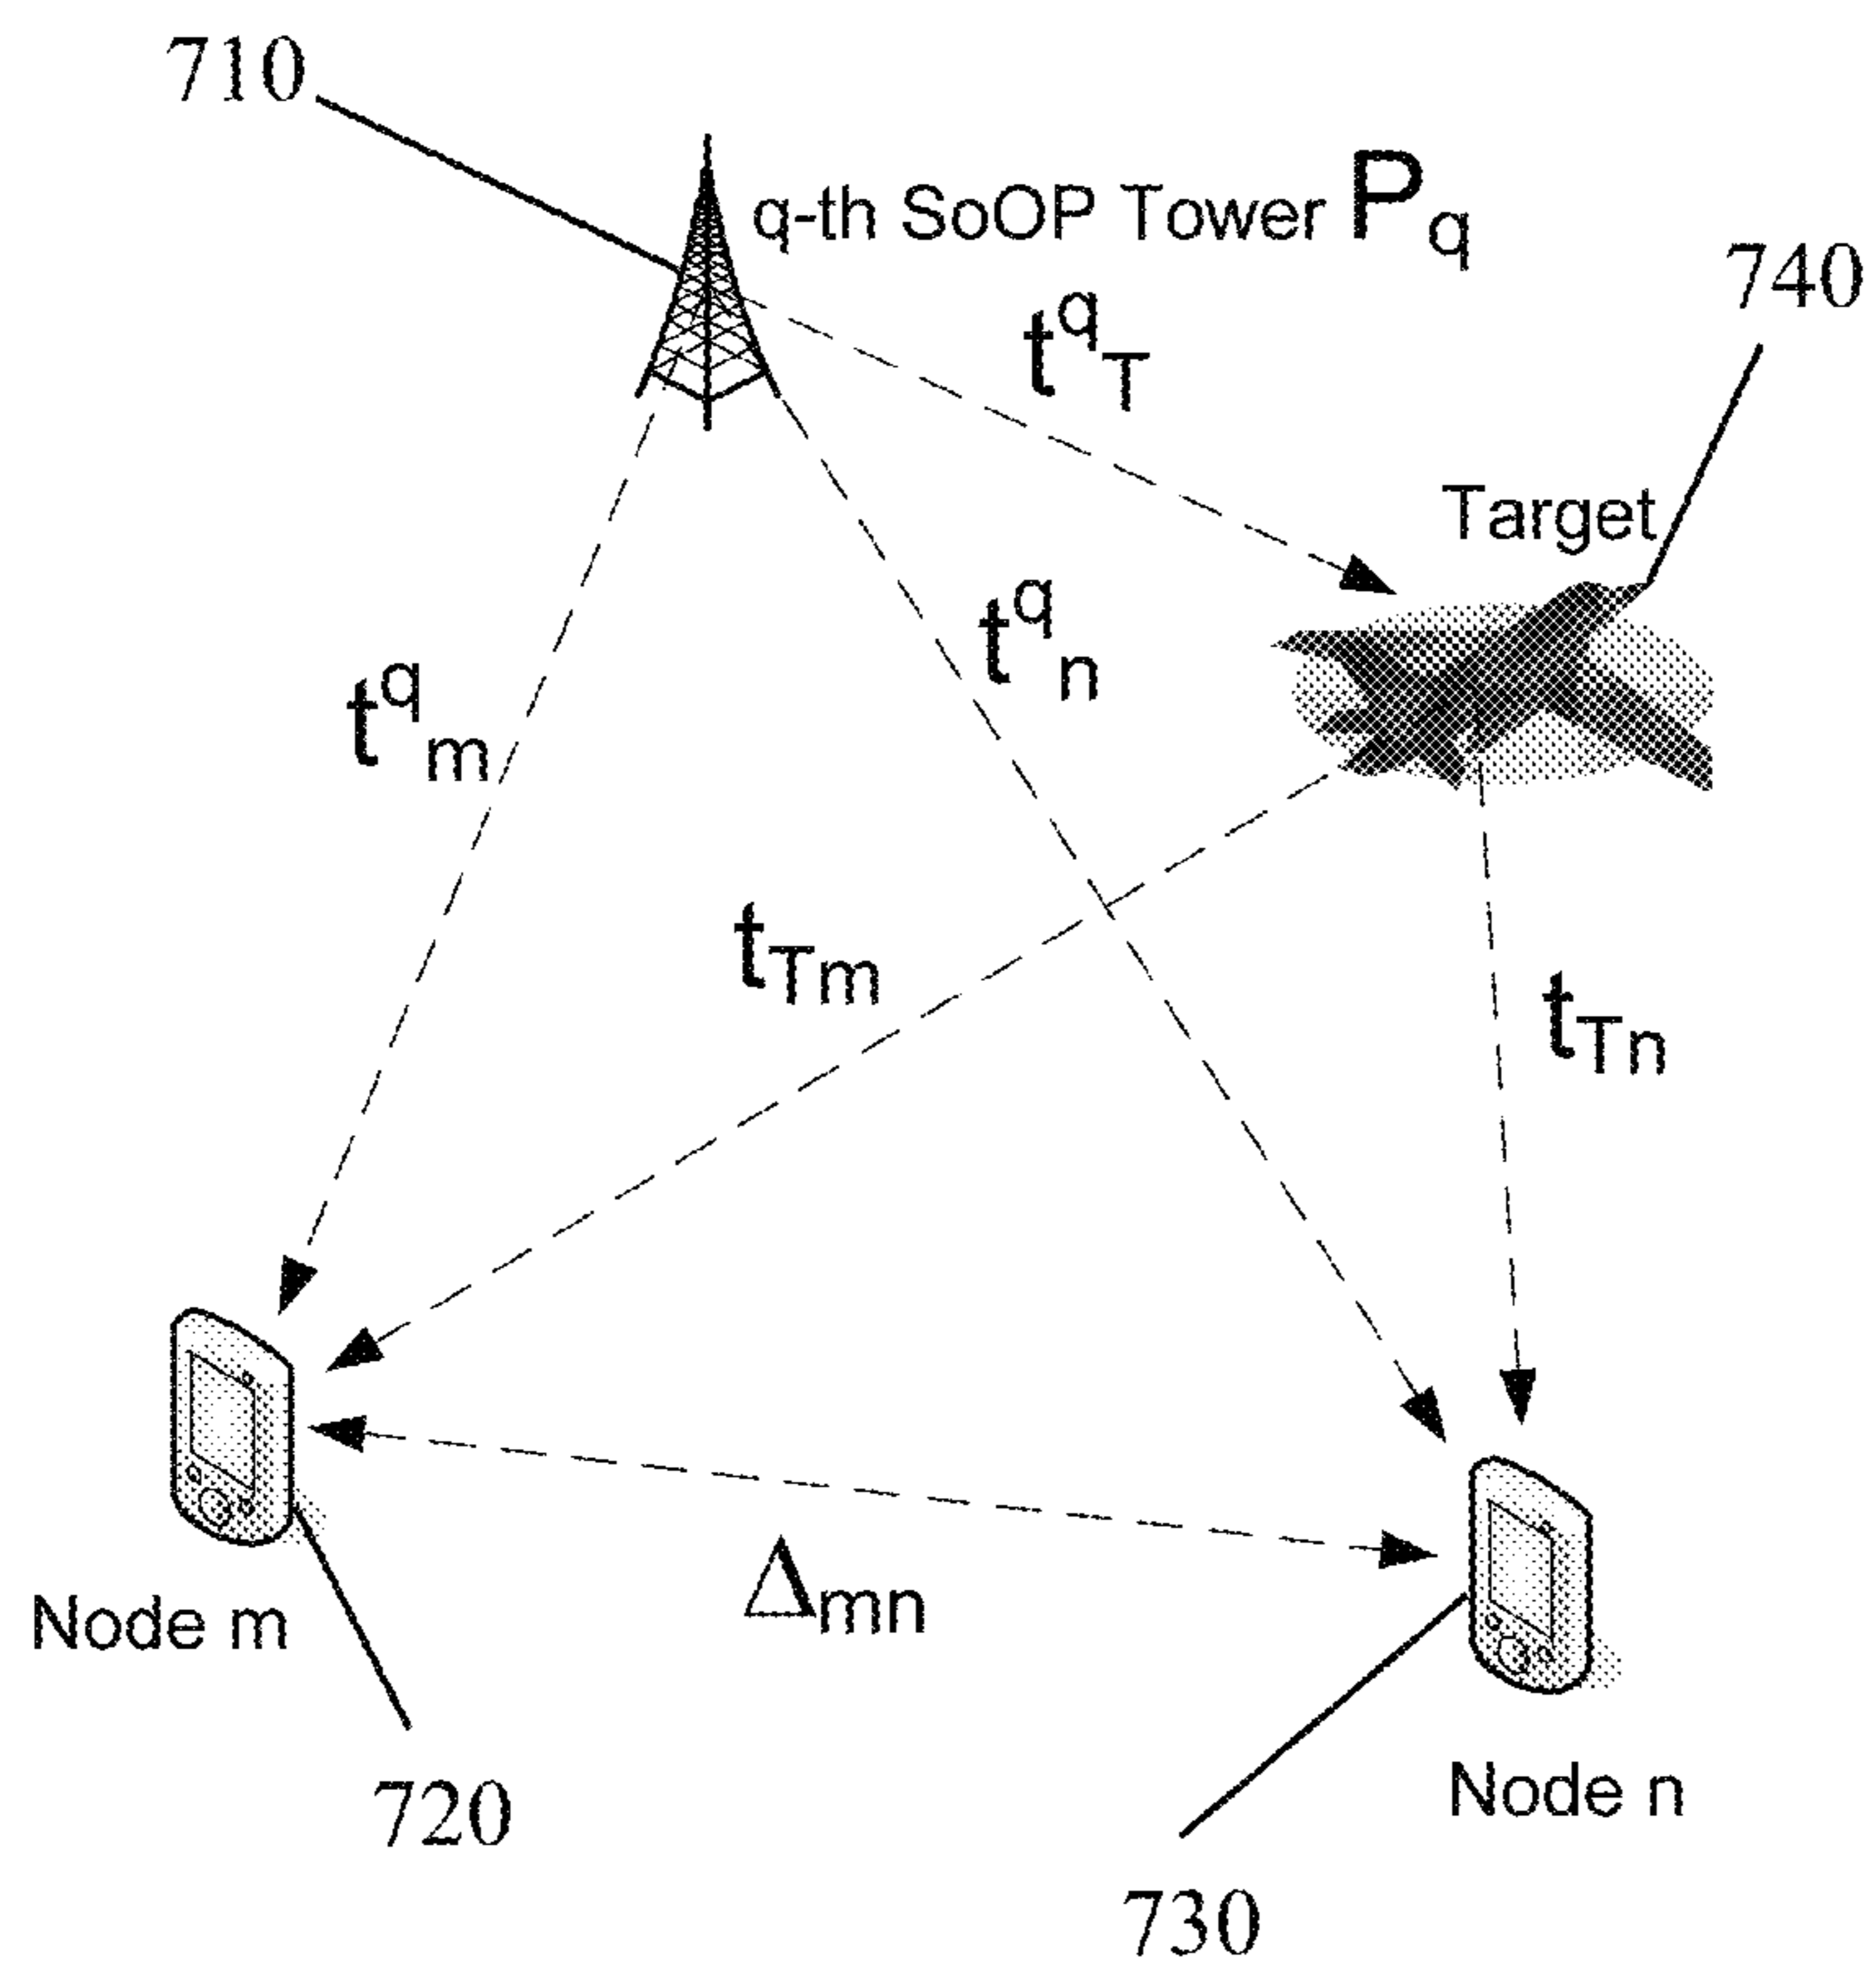 710
q-th SoOP Tower Pq
740
tqT
Target
tqn
tqm
tTm
tTn
Δmn
Node m
Node n
720
730